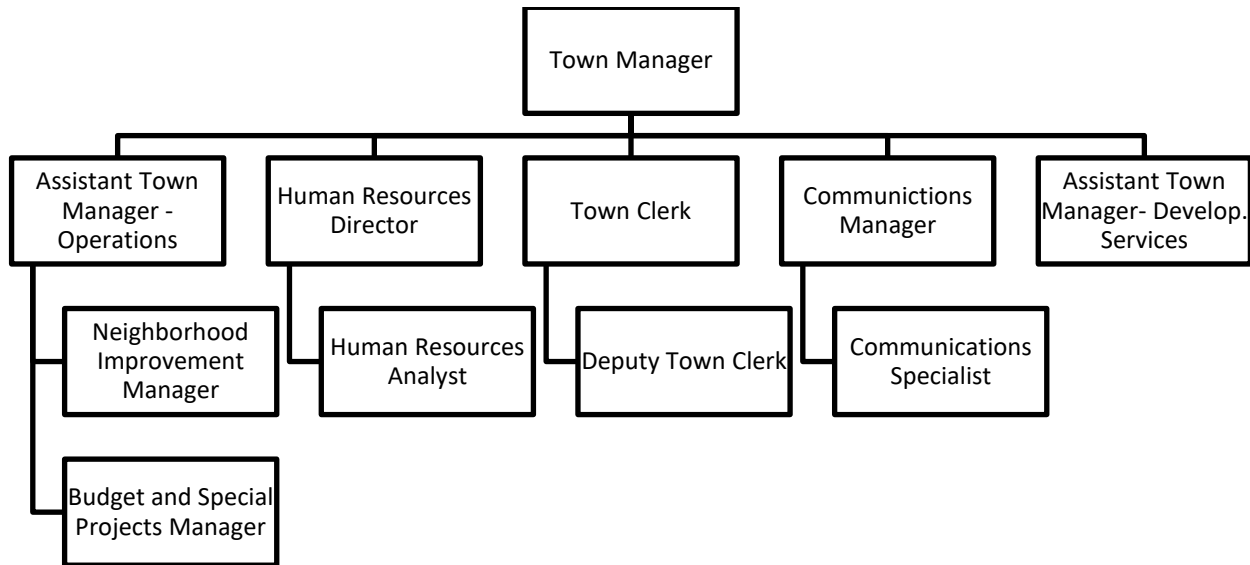 Town Manager
Assistant Town
Manager -
Operations
Human Resources
Director
Town Clerk
Communictions
Manager
Assistant Town
Manager- Develop.
Services
Neighborhood
Improvement
Manager
Human Resources
Analyst
Deputy Town Clerk
Communications
Specialist
Budget and Special
Projects Manager